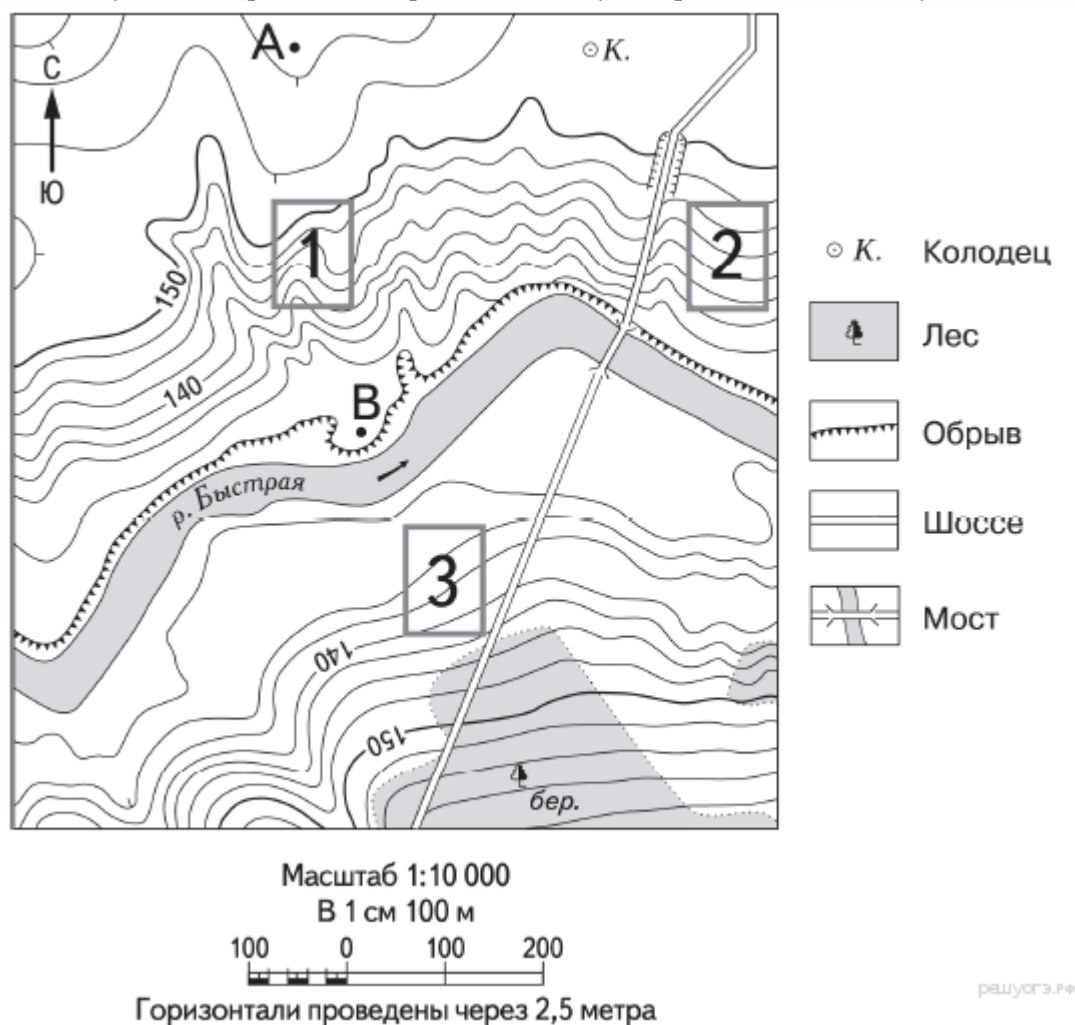 А
К.
С
Ю
1
2
150
140
В
р. Быстрая
3
140
150
бер.
К. Колодец
Лес
Обрыв
Шоссе
Мост
Масштаб 1:10 000
В 1 см 100 м
100 0 100 200
Горизонтали проведены через 2,5 метра
решуогэ.рф